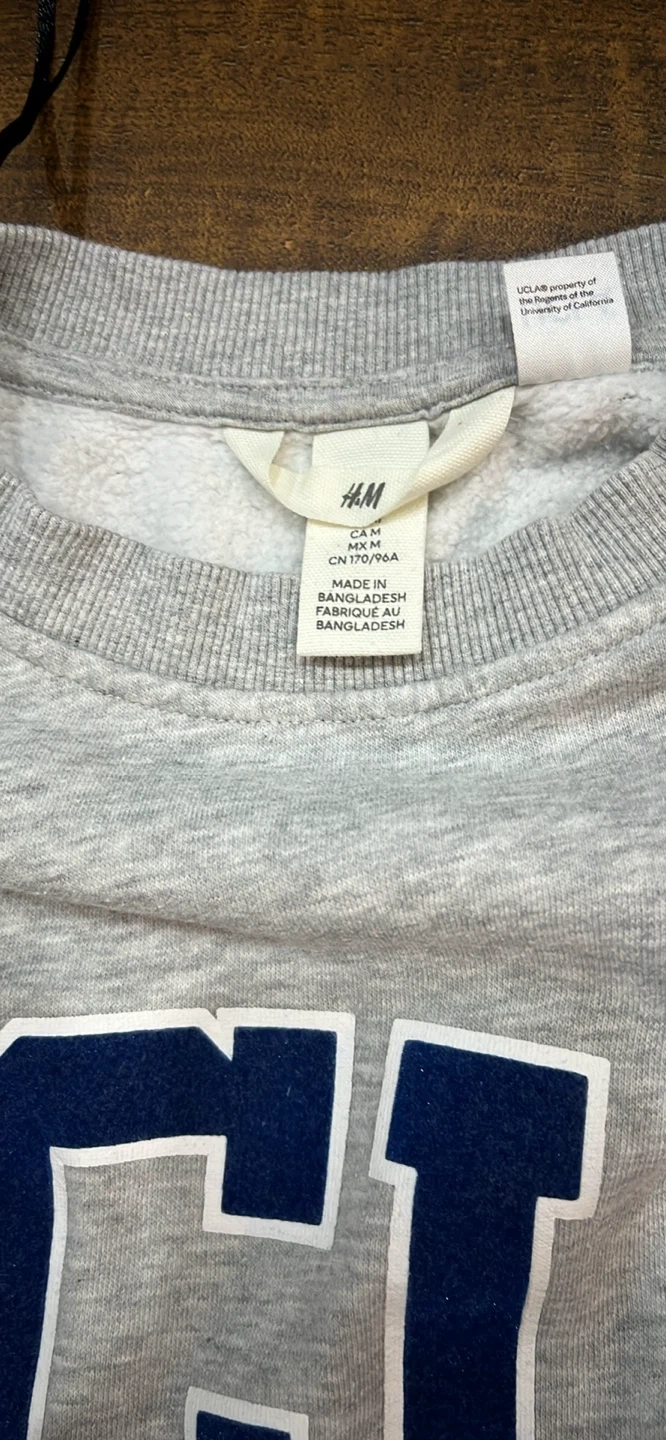 UCLA® property of
the Regents of the
University of California
H&M
CA M
MX M
CN 170/96A
MADE IN
BANGLADESH
FABRIQUÉ AU
BANGLADESH
CL